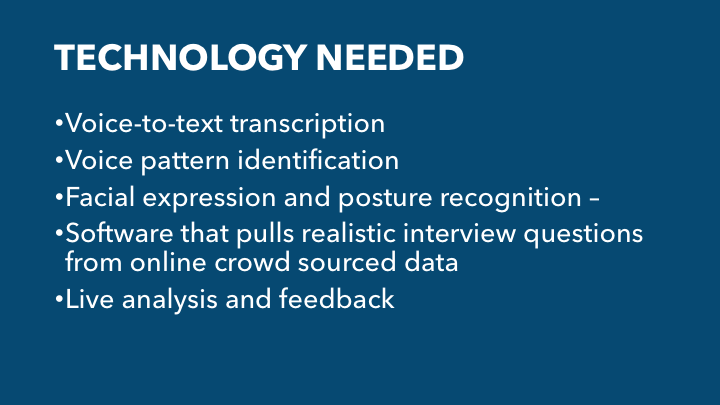 TECHNOLOGY NEEDED
•Voice-to-text transcription
•Voice pattern identification
•Facial expression and posture recognition –
•Software that pulls realistic interview questions
from online crowd sourced data
•Live analysis and feedback